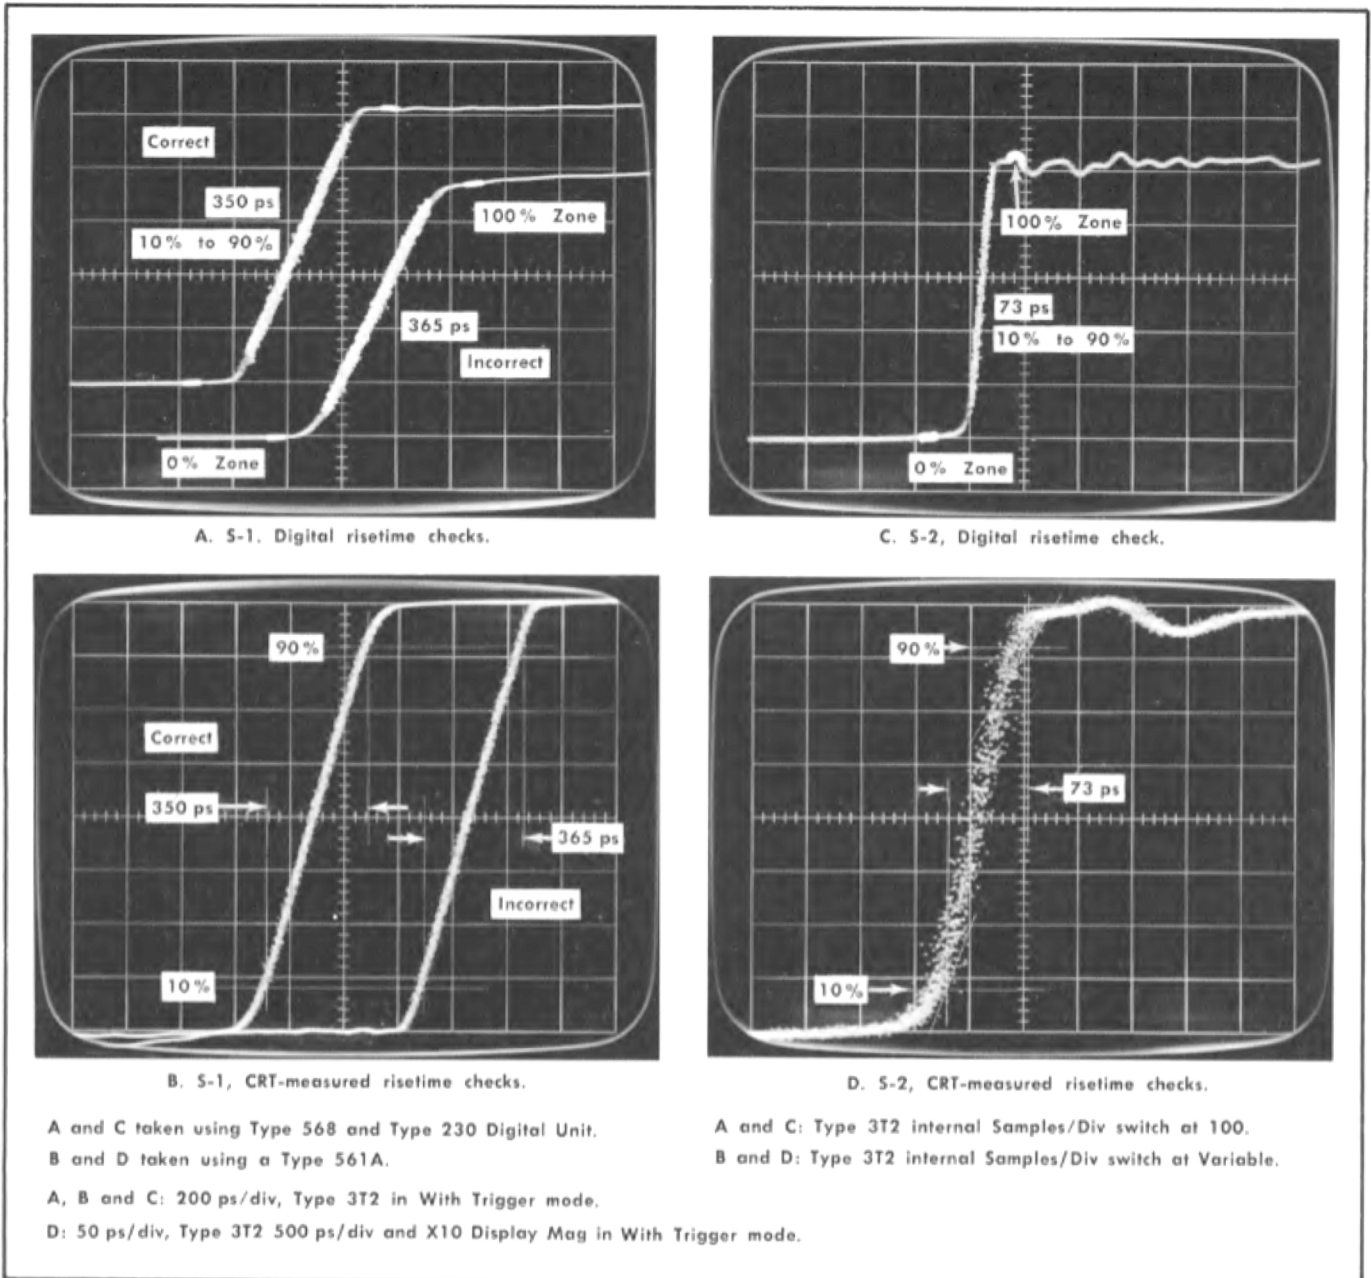 Correct
350 ps
10% to 90%
100% Zone
365 ps
Incorrect
0% Zone
A. S-1. Digital risetime checks.
100% Zone
73 ps
10% to 90%
0% Zone
C. S-2, Digital risetime check.
90%
Correct
350 ps
365 ps
Incorrect
10%
B. S-1, CRT-measured risetime checks.
90%
73 ps
10%
D. S-2, CRT-measured risetime checks.
A and C taken using Type 568 and Type 230 Digital Unit.
B and D taken using a Type 561A.
A, B and C: 200 ps/div, Type 3T2 in With Trigger mode.
D: 50 ps/div, Type 3T2 500 ps/div and X10 Display Mag in With Trigger mode.
A and C: Type 3T2 internal Samples/Div switch at 100.
B and D: Type 3T2 internal Samples/Div switch at Variable.